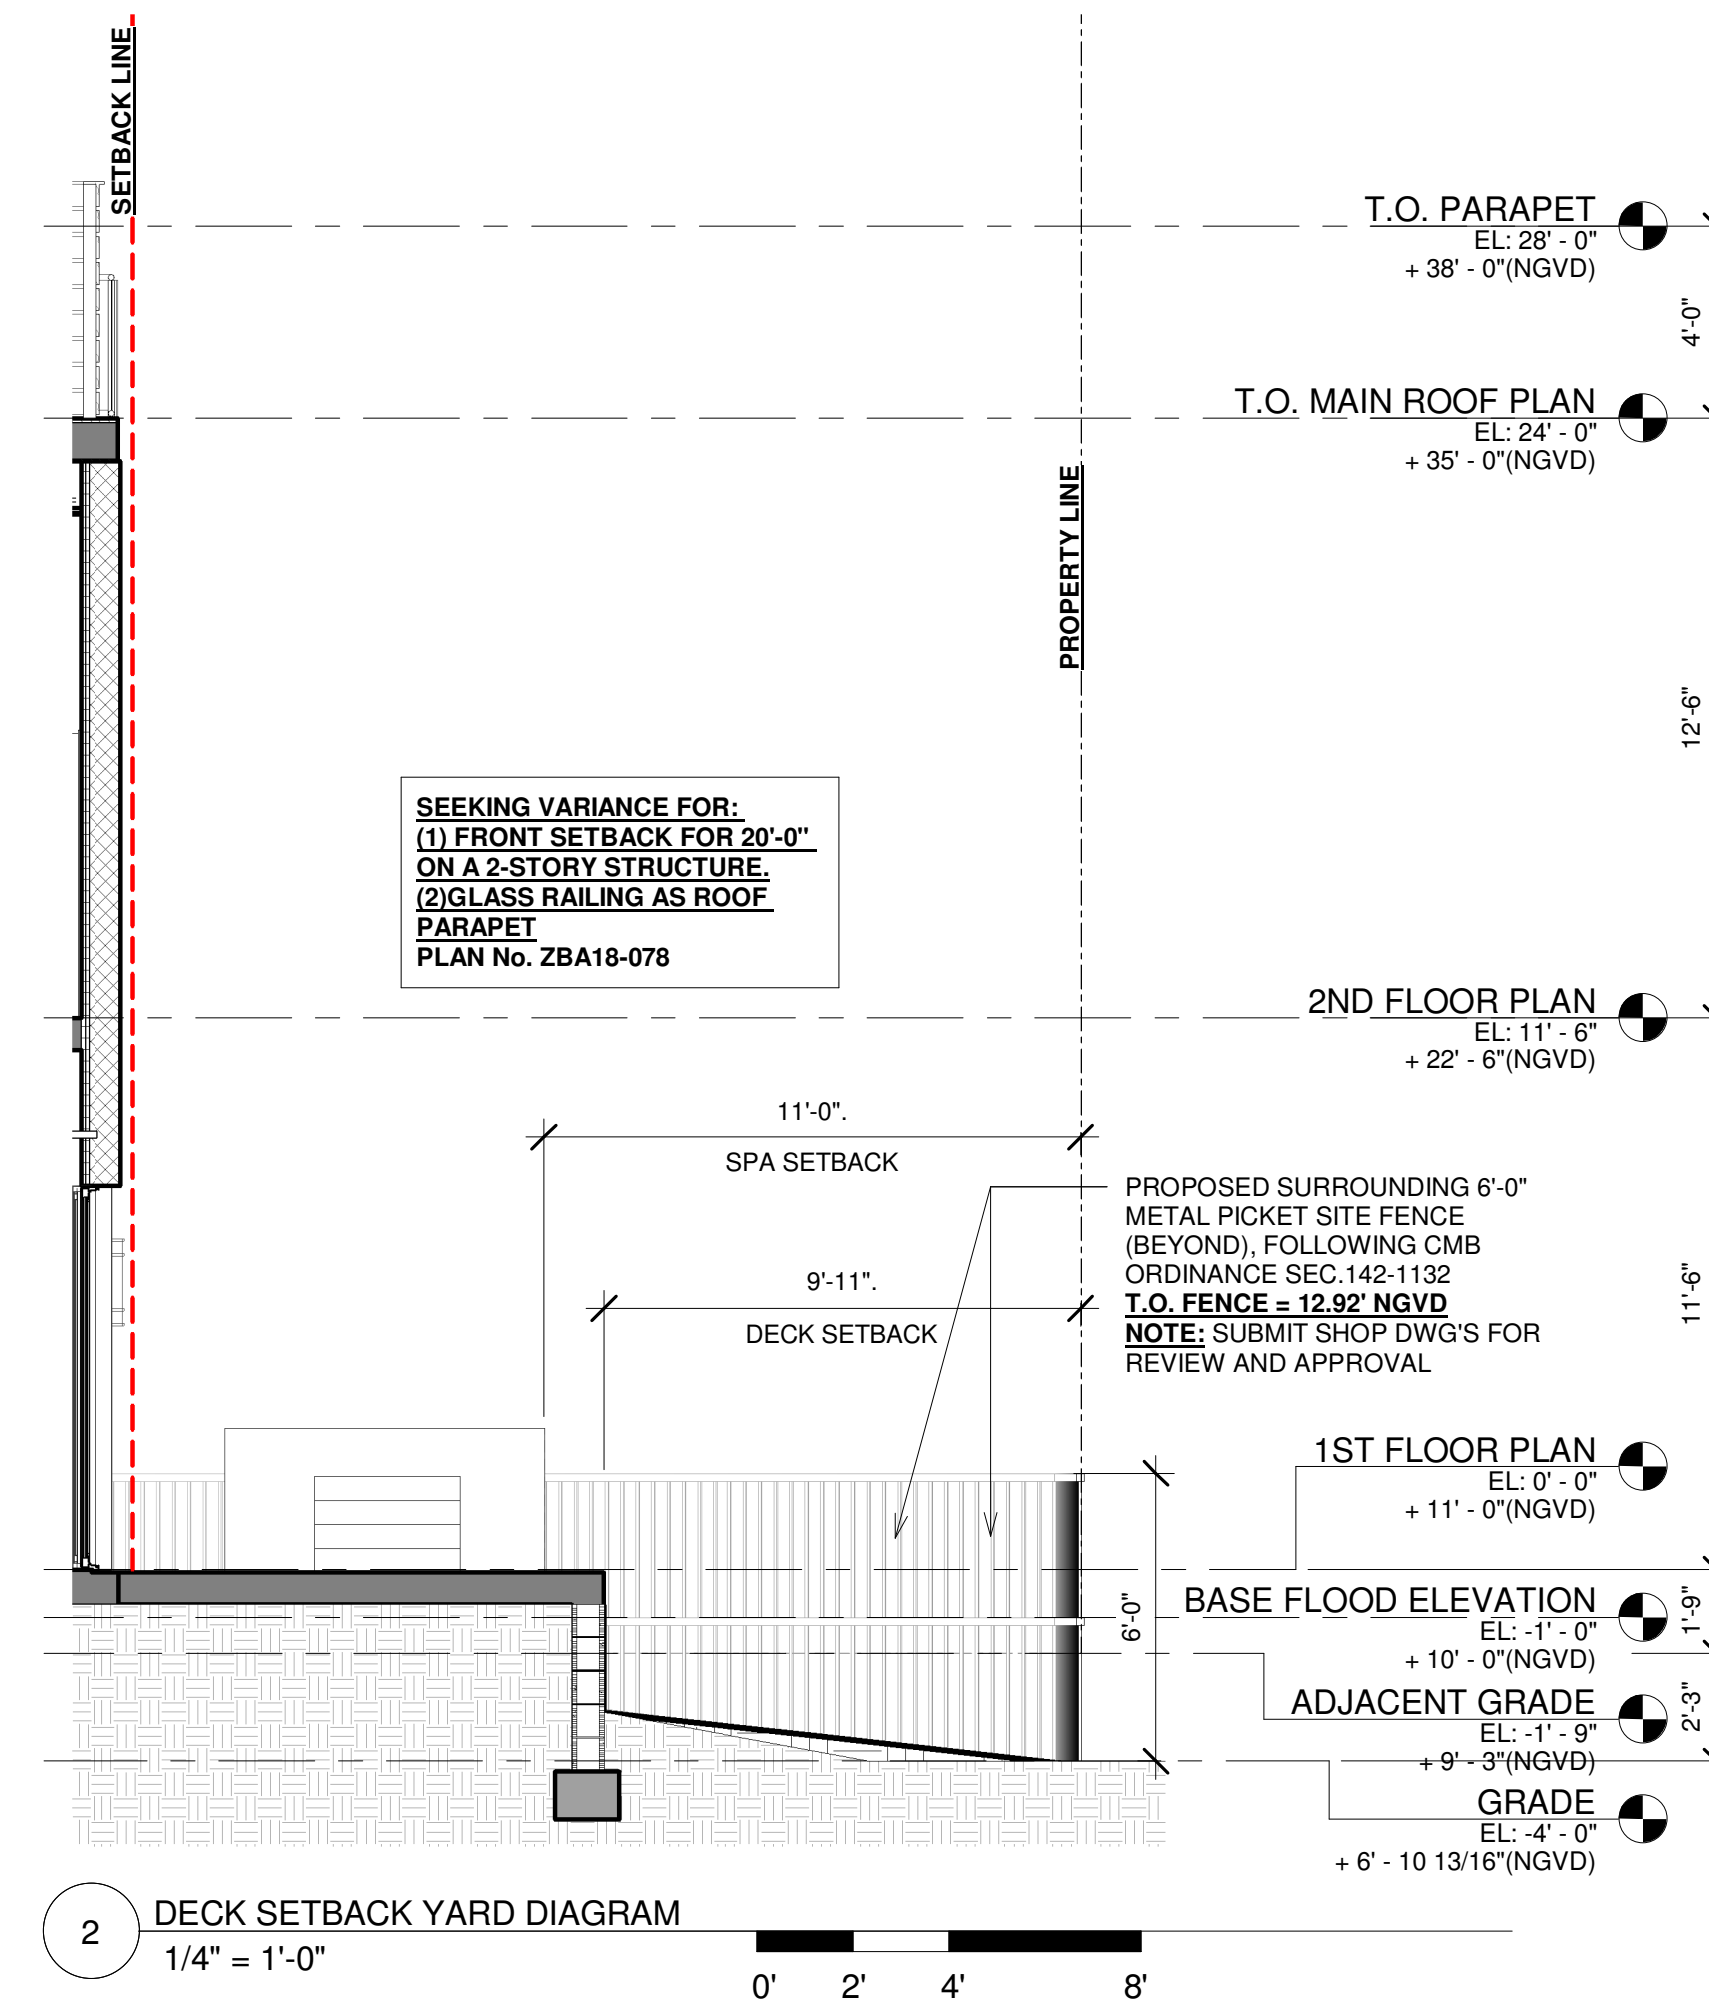 SETBACK LINE
T.O. PARAPET
EL: 28' - 0"
+ 38' - 0"(NGVD)
4'-0"
T.O. MAIN ROOF PLAN
EL: 24' - 0"
+ 35' - 0"(NGVD)
PROPERTY LINE
12'-6"
SEEKING VARIANCE FOR:
(1) FRONT SETBACK FOR 20'-0"
ON A 2-STORY STRUCTURE.
(2)GLASS RAILING AS ROOF
PARAPET
PLAN No. ZBA18-078
2ND FLOOR PLAN
EL: 11' - 6"
+ 22' - 6"(NGVD)
11'-0".
SPA SETBACK
PROPOSED SURROUNDING 6'-0"
METAL PICKET SITE FENCE
(BEYOND), FOLLOWING CMB
ORDINANCE SEC.142-1132
T.O. FENCE = 12.92' NGVD
NOTE: SUBMIT SHOP DWG'S FOR
REVIEW AND APPROVAL
9'-11".
DECK SETBACK
11'-6"
1ST FLOOR PLAN
EL: 0' - 0"
+ 11' - 0"(NGVD)
6'-0"
BASE FLOOD ELEVATION
EL: -1' - 0"
+ 10' - 0"(NGVD)
1'-9"
ADJACENT GRADE
EL: -1' - 9"
+ 9' - 3"(NGVD)
2'-3"
GRADE
EL: -4' - 0"
+ 6' - 10 13/16"(NGVD)
2
DECK SETBACK YARD DIAGRAM
1/4" = 1'-0"
0' 2' 4' 8'